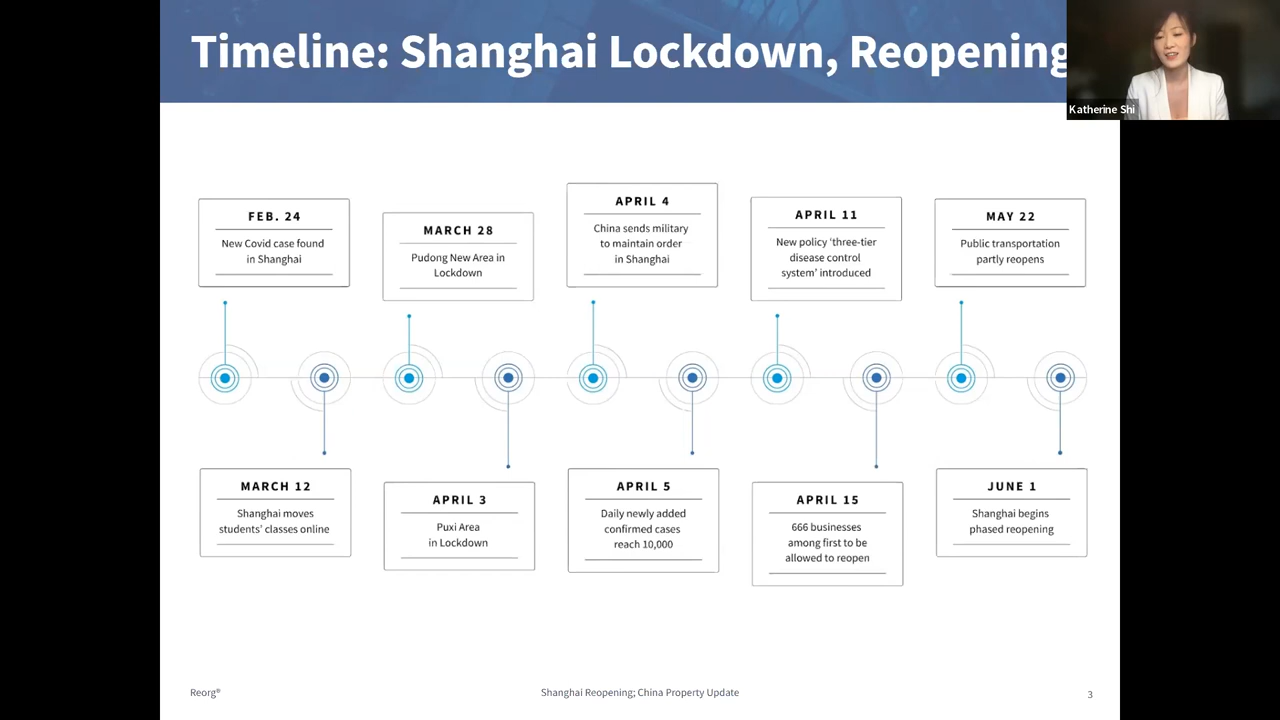 Timeline: Shanghai Lockdown, Reopening
Katherine Shi
FEB. 24
New Covid case found
in Shanghai
MARCH 28
Pudong New Area in
Lockdown
APRIL 4
China sends military
to maintain order
in Shanghai
APRIL 11
New policy ‘three-tier
disease control
system’ introduced
MAY 22
Public transportation
partly reopens
MARCH 12
Shanghai moves
students’ classes online
APRIL 3
Puxi Area
in Lockdown
APRIL 5
Daily newly added
confirmed cases
reach 10,000
APRIL 15
666 businesses
among first to be
allowed to reopen
JUNE 1
Shanghai begins
phased reopening
Reorg®
Shanghai Reopening; China Property Update
3